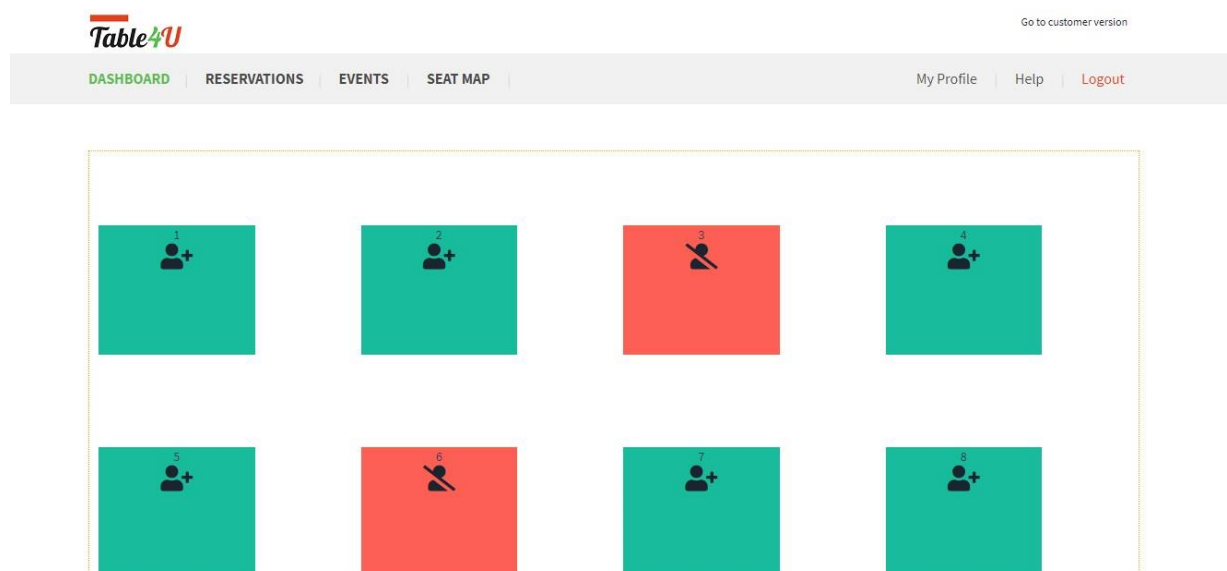 Table4U
Go to customer version
DASHBOARD RESERVATIONS EVENTS SEAT MAP My Profile Help Logout
1 2 3 4
5 6 7 8